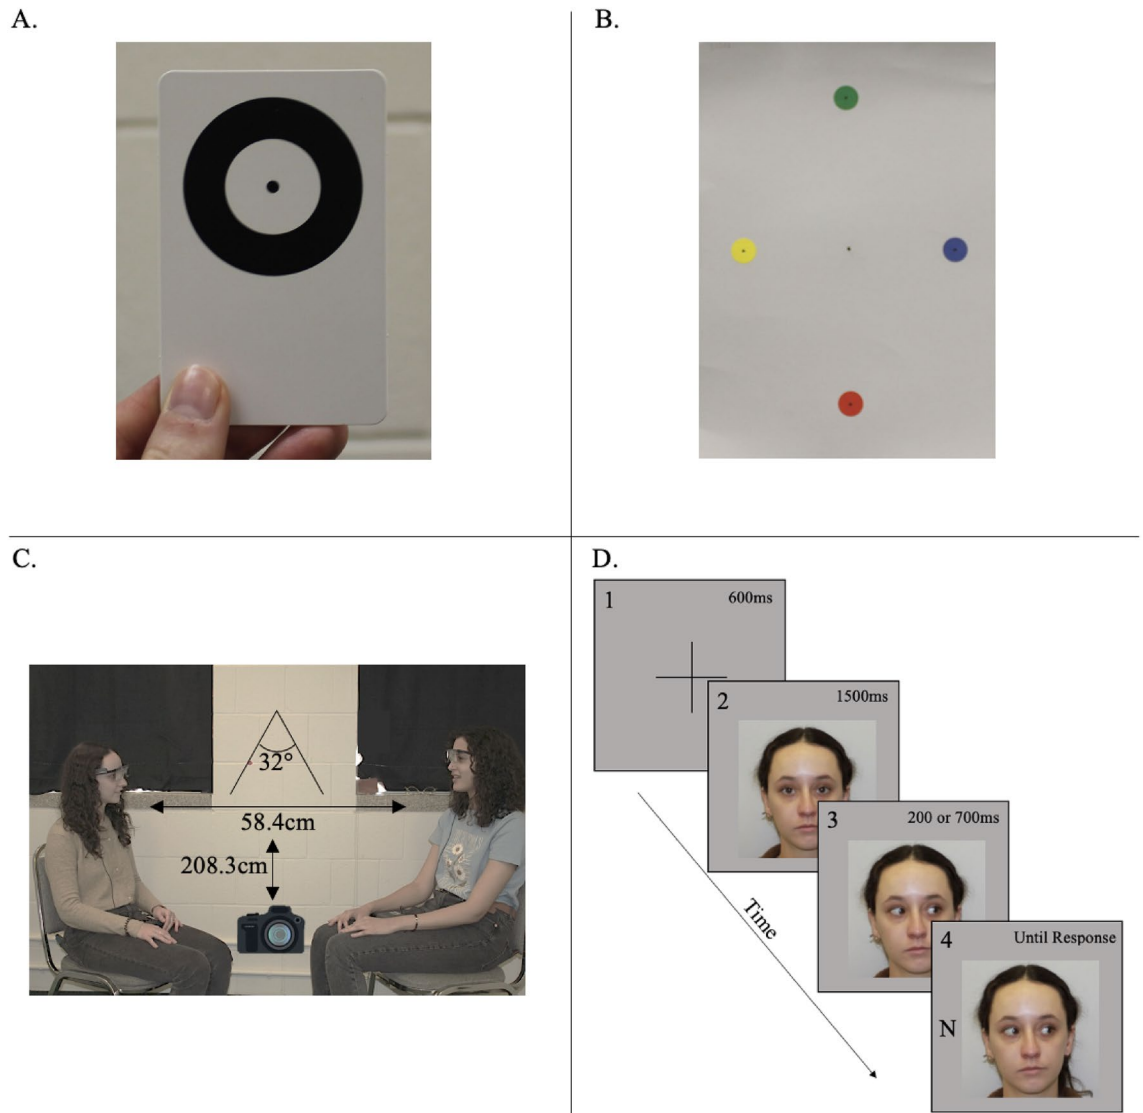 A.
B.
C.
32°
58.4cm
208.3cm
D.
1
600ms
2
1500ms
3
200 or 700ms
4
Until Response
N
Time